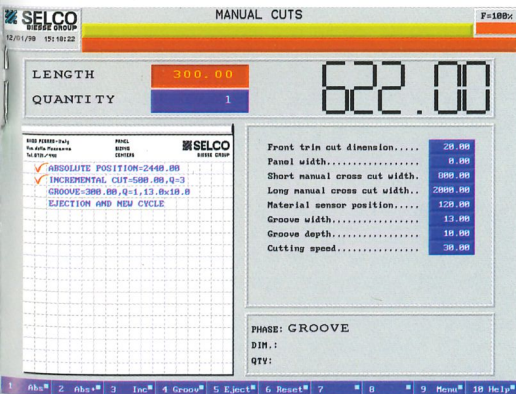 SELCO
BIESSE GROUP
MANUAL CUTS
F=100%
12/01/98 15:10:22
LENGTH 300.00
QUANTITY 1
622.00
SELCO
BIESSE GROUP
ABSOLUTE POSITION=2440.00
INCREMENTAL CUT=500.00,Q=3
GROOVE=300.00,Q=1,13.0x10.0
EJECTION AND NEW CYCLE
Front trim cut dimension..... 20.00
Panel width.................. 0.00
Short manual cross cut width. 800.00
Long manual cross cut width.. 2000.00
Material sensor position..... 120.00
Groove width................. 13.00
Groove depth................. 10.00
Cutting speed................ 30.00
PHASE: GROOVE
DIM.:
QTY:
1 Abs 2 Abs+ 3 Inc 4 Groov 5 Eject 6 Reset 7 8 9 Menu 10 Help